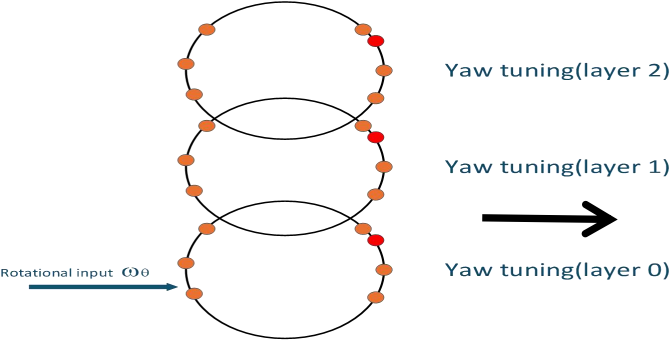 Yaw tuning(layer 2)
Yaw tuning(layer 1)
Yaw tuning(layer 0)
Rotational input ωθ